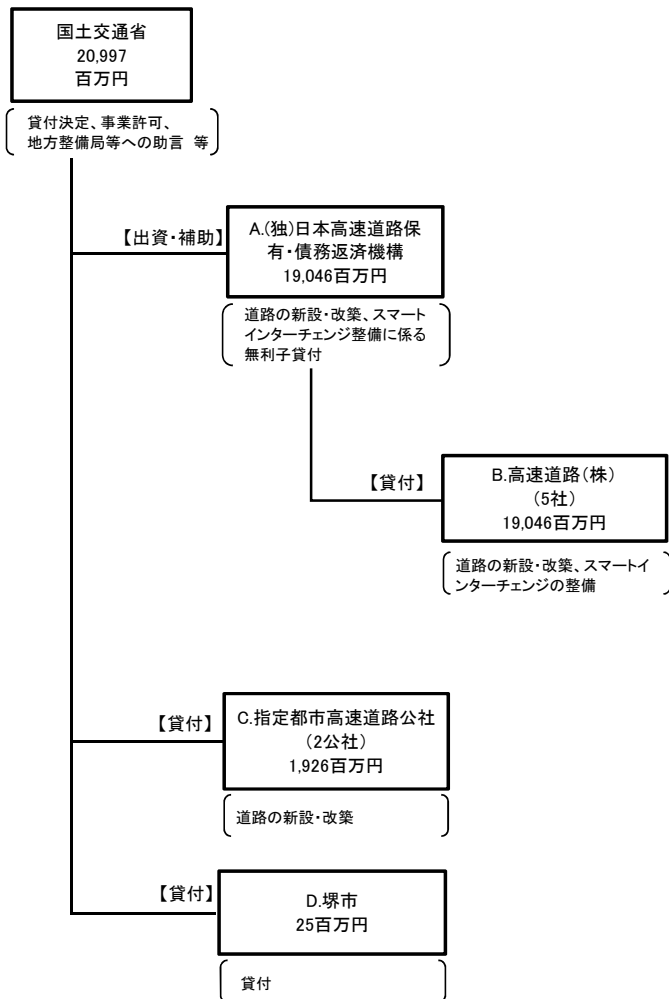 国土交通省
20,997
百万円
貸付決定、事業許可、
地方整備局等への助言 等
【出資・補助】
A.(独)日本高速道路保
有・債務返済機構
19,046百万円
道路の新設・改築、スマート
インターチェンジ整備に係る
無利子貸付
【貸付】
B.高速道路(株)
(5社)
19,046百万円
道路の新設・改築、スマートイ
ンターチェンジの整備
【貸付】
C.指定都市高速道路公社
(2公社)
1,926百万円
道路の新設・改築
【貸付】
D.堺市
25百万円
貸付